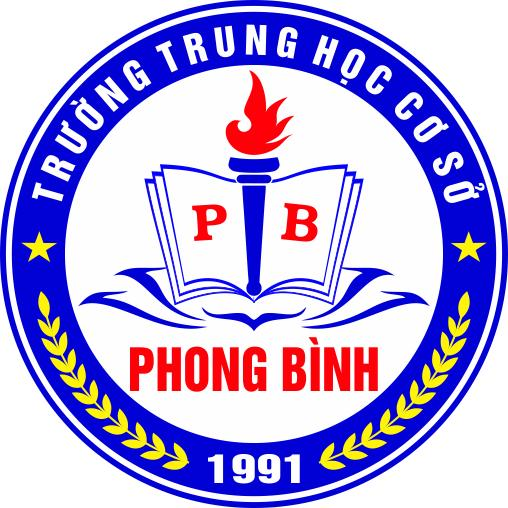 TRƯỜNG TRUNG HỌC CƠ SỞ
P B
PHONG BÌNH
1991